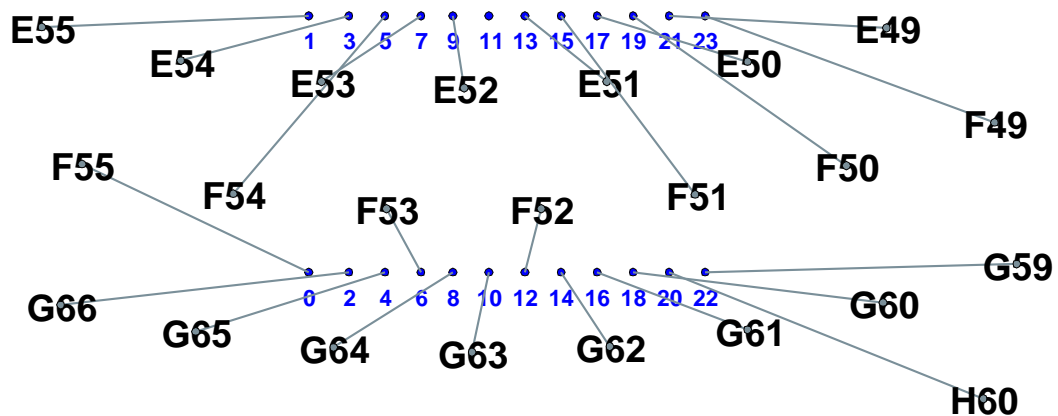 E55 E49
1 3 5 7 9 11 13 15 17 19 21 23
E54 E53 E52 E51 E50
F49
F55 F54 F53 F52 F51 F50
G59
0 2 4 6 8 10 12 14 16 18 20 22
G66 G65 G64 G63 G62 G61 G60
H60